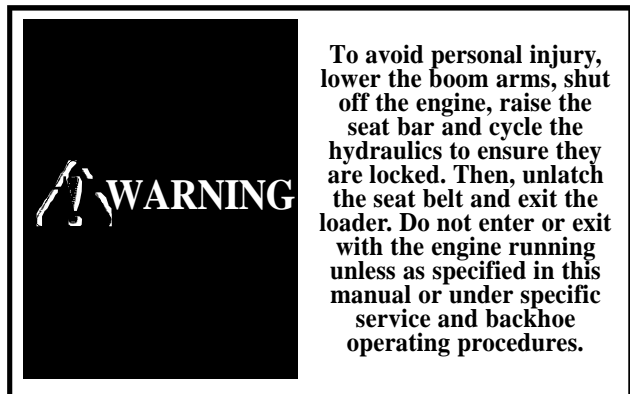 WARNING
To avoid personal injury,
lower the boom arms, shut
off the engine, raise the
seat bar and cycle the
hydraulics to ensure they
are locked. Then, unlatch
the seat belt and exit the
loader. Do not enter or exit
with the engine running
unless as specified in this
manual or under specific
service and backhoe
operating procedures.